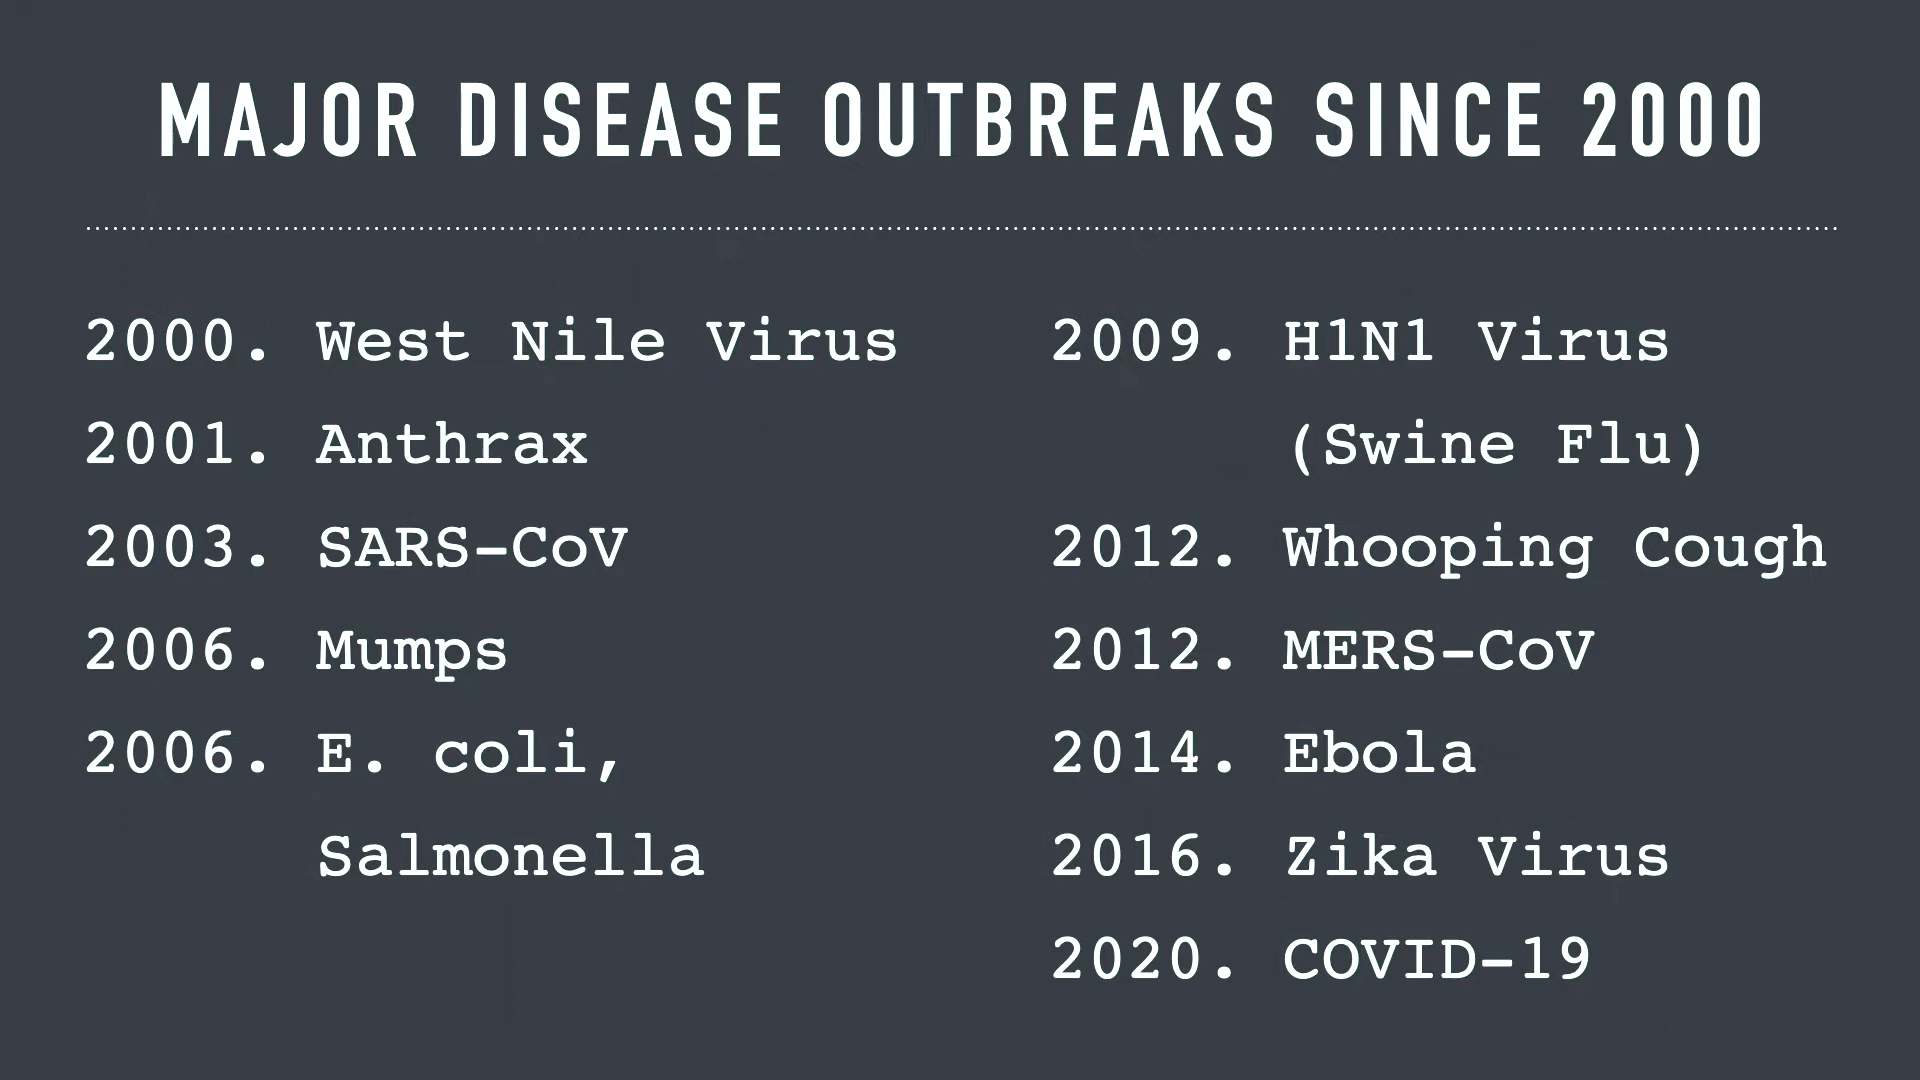 MAJOR DISEASE OUTBREAKS SINCE 2000
2000. West Nile Virus
2001. Anthrax
2003. SARS-CoV
2006. Mumps
2006. E. coli,
Salmonella
2009. H1N1 Virus
(Swine Flu)
2012. Whooping Cough
2012. MERS-CoV
2014. Ebola
2016. Zika Virus
2020. COVID-19